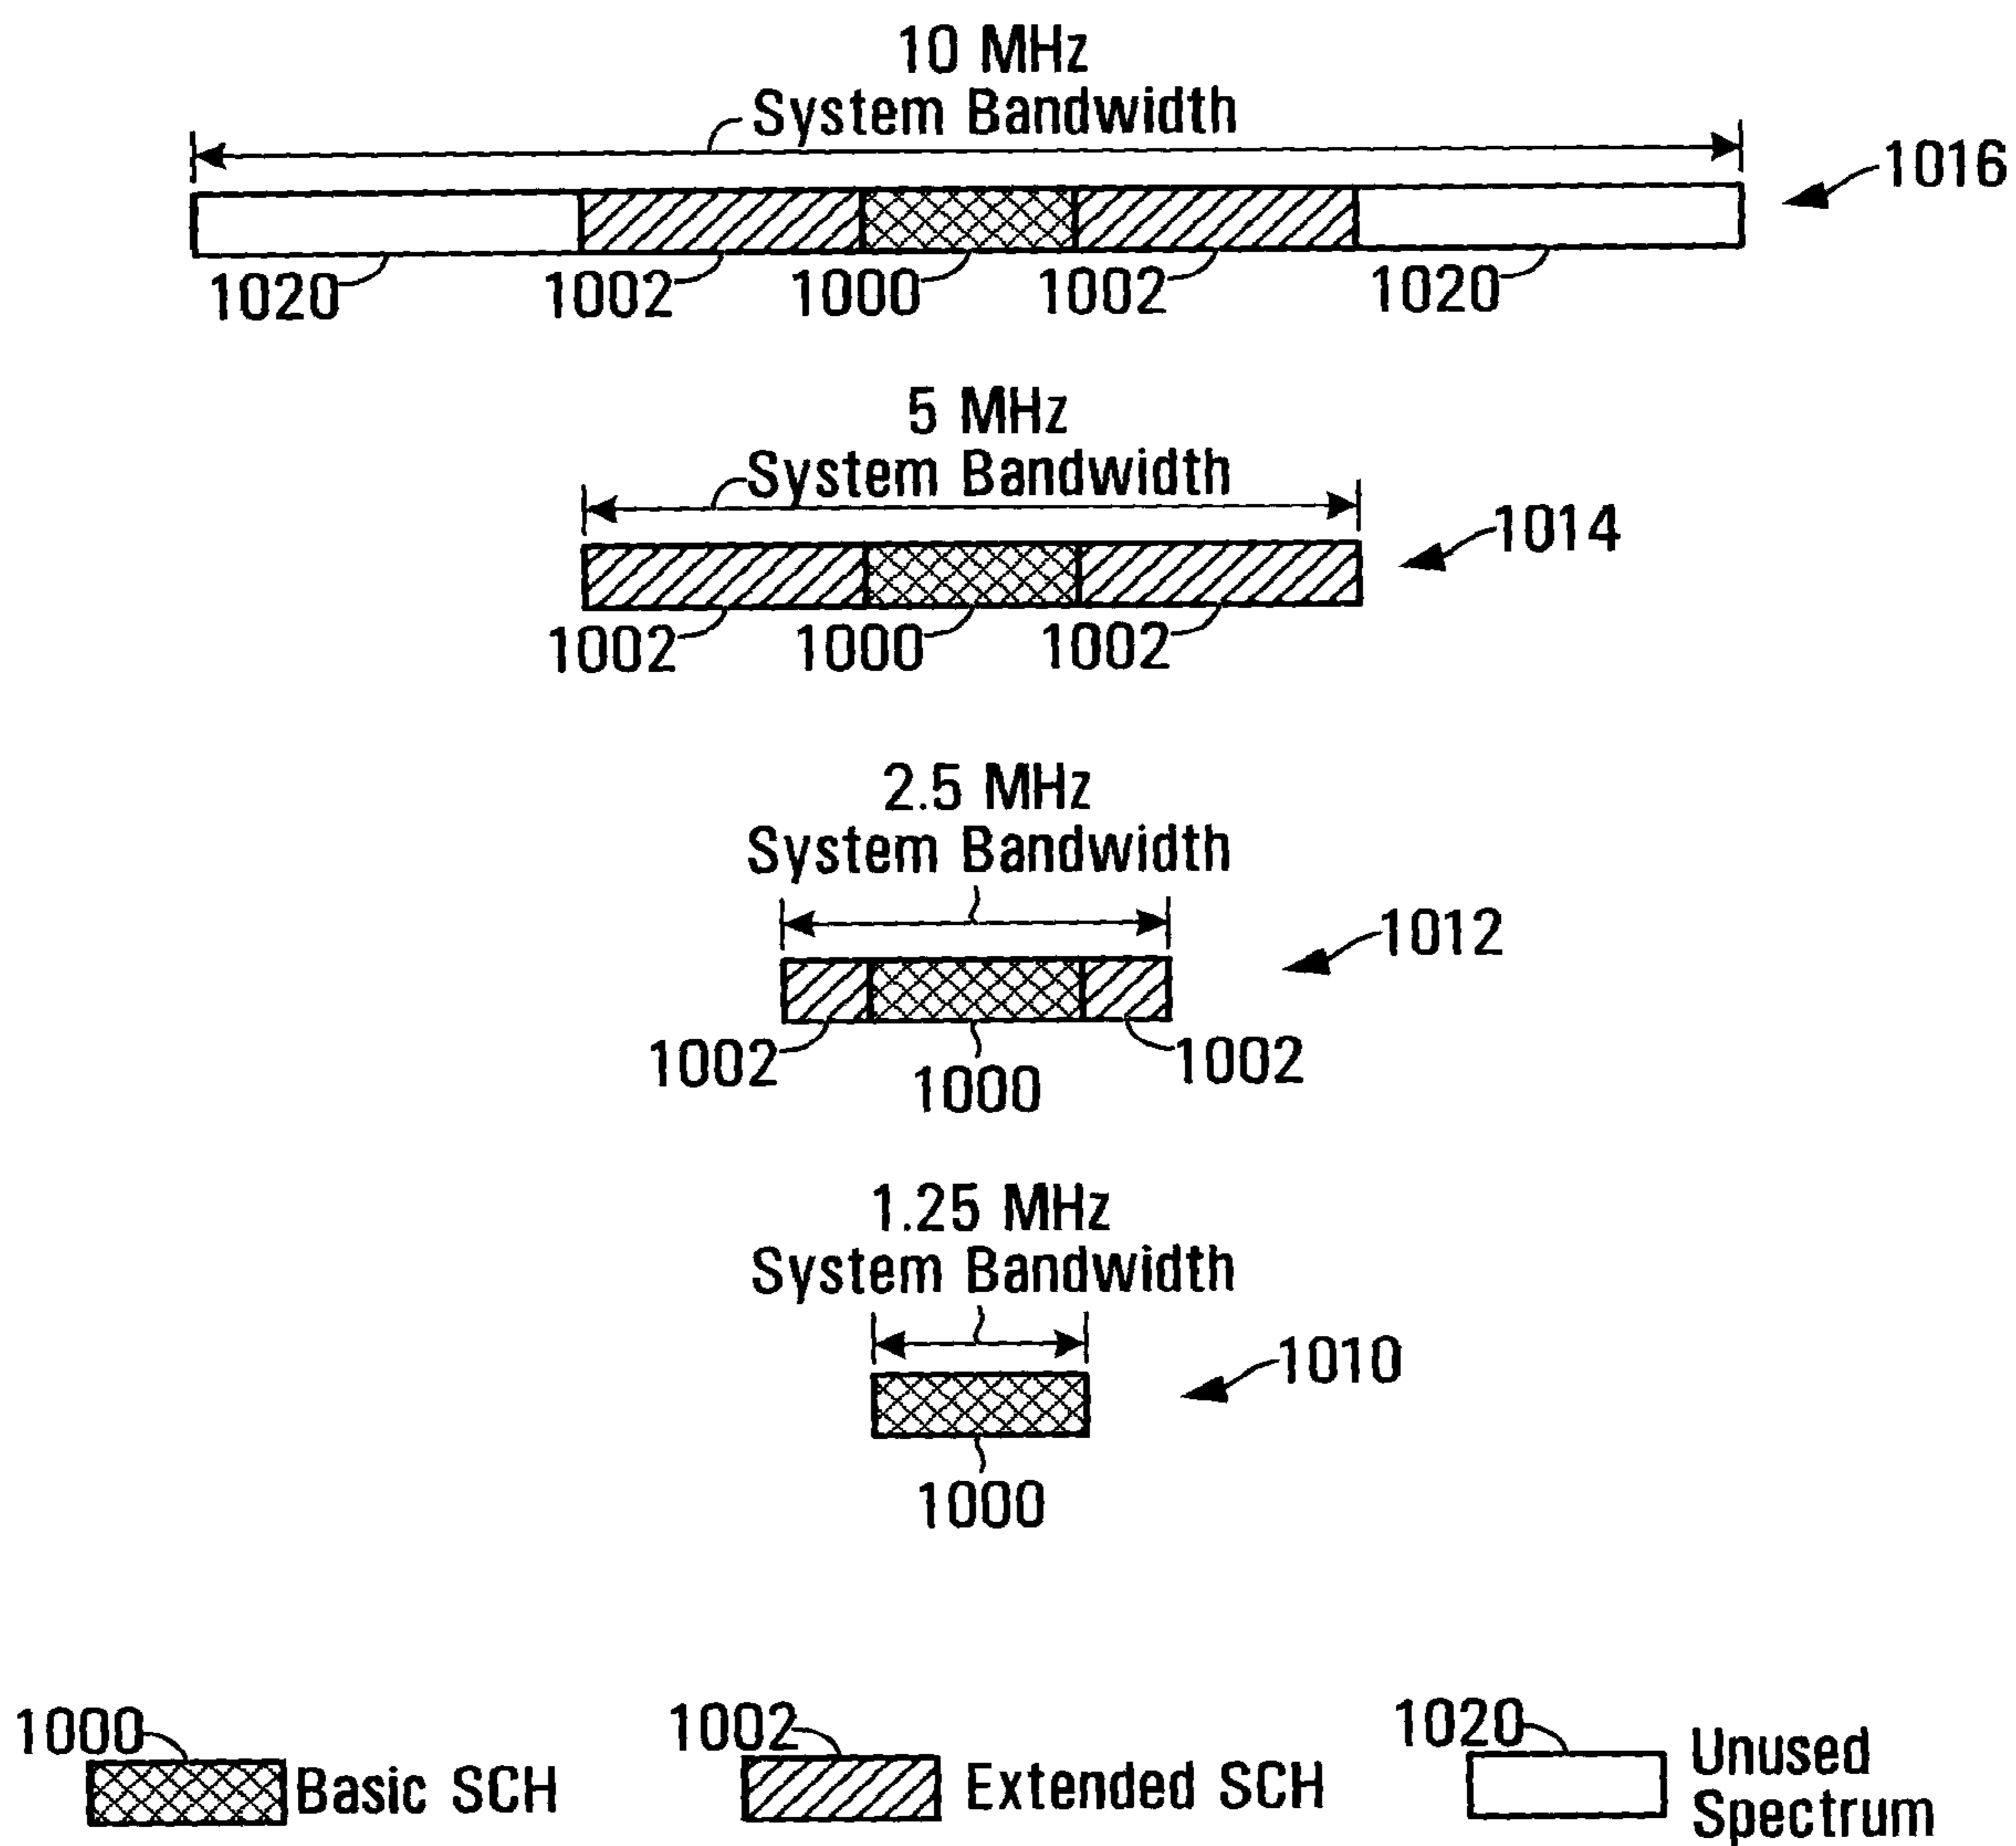 10 MHz
System Bandwidth
1016
1020 1002 1000 1002 1020
5 MHz
System Bandwidth
1014
1002 1000 1002
2.5 MHz
System Bandwidth
1012
1002 1000 1002
1.25 MHz
System Bandwidth
1010
1000
1000 Basic SCH
1002 Extended SCH
1020 Unused
Spectrum